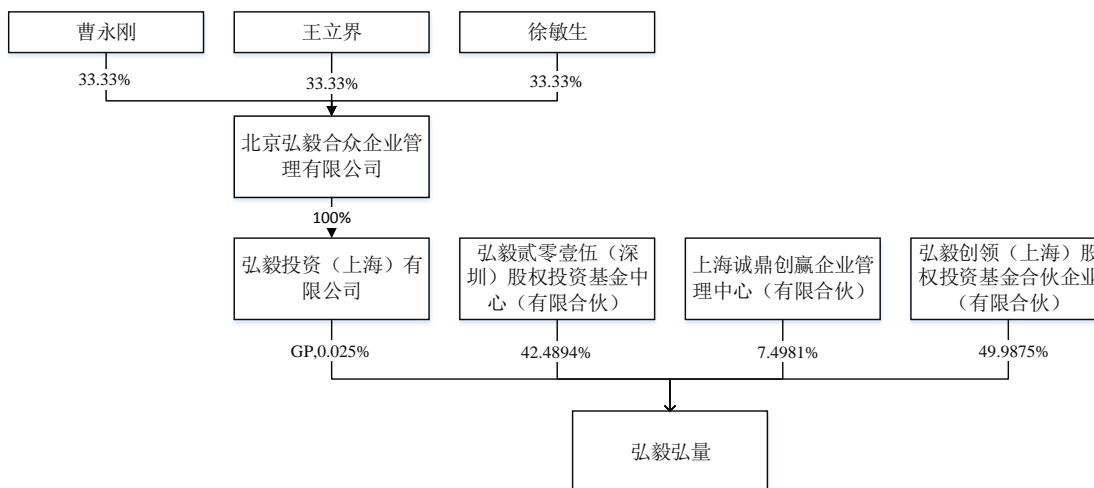 曹永刚
王立界
徐敏生
33.33%
33.33%
33.33%
北京弘毅合众企业管
理有限公司
100%
弘毅投资（上海）有
限公司
弘毅贰零壹伍（深
圳）股权投资基金中
心（有限合伙）
上海诚鼎创赢企业管
理中心（有限合伙）
弘毅创领（上海）股
权投资基金合伙企业
（有限合伙）
GP,0.025%
42.4894%
7.4981%
49.9875%
弘毅弘量